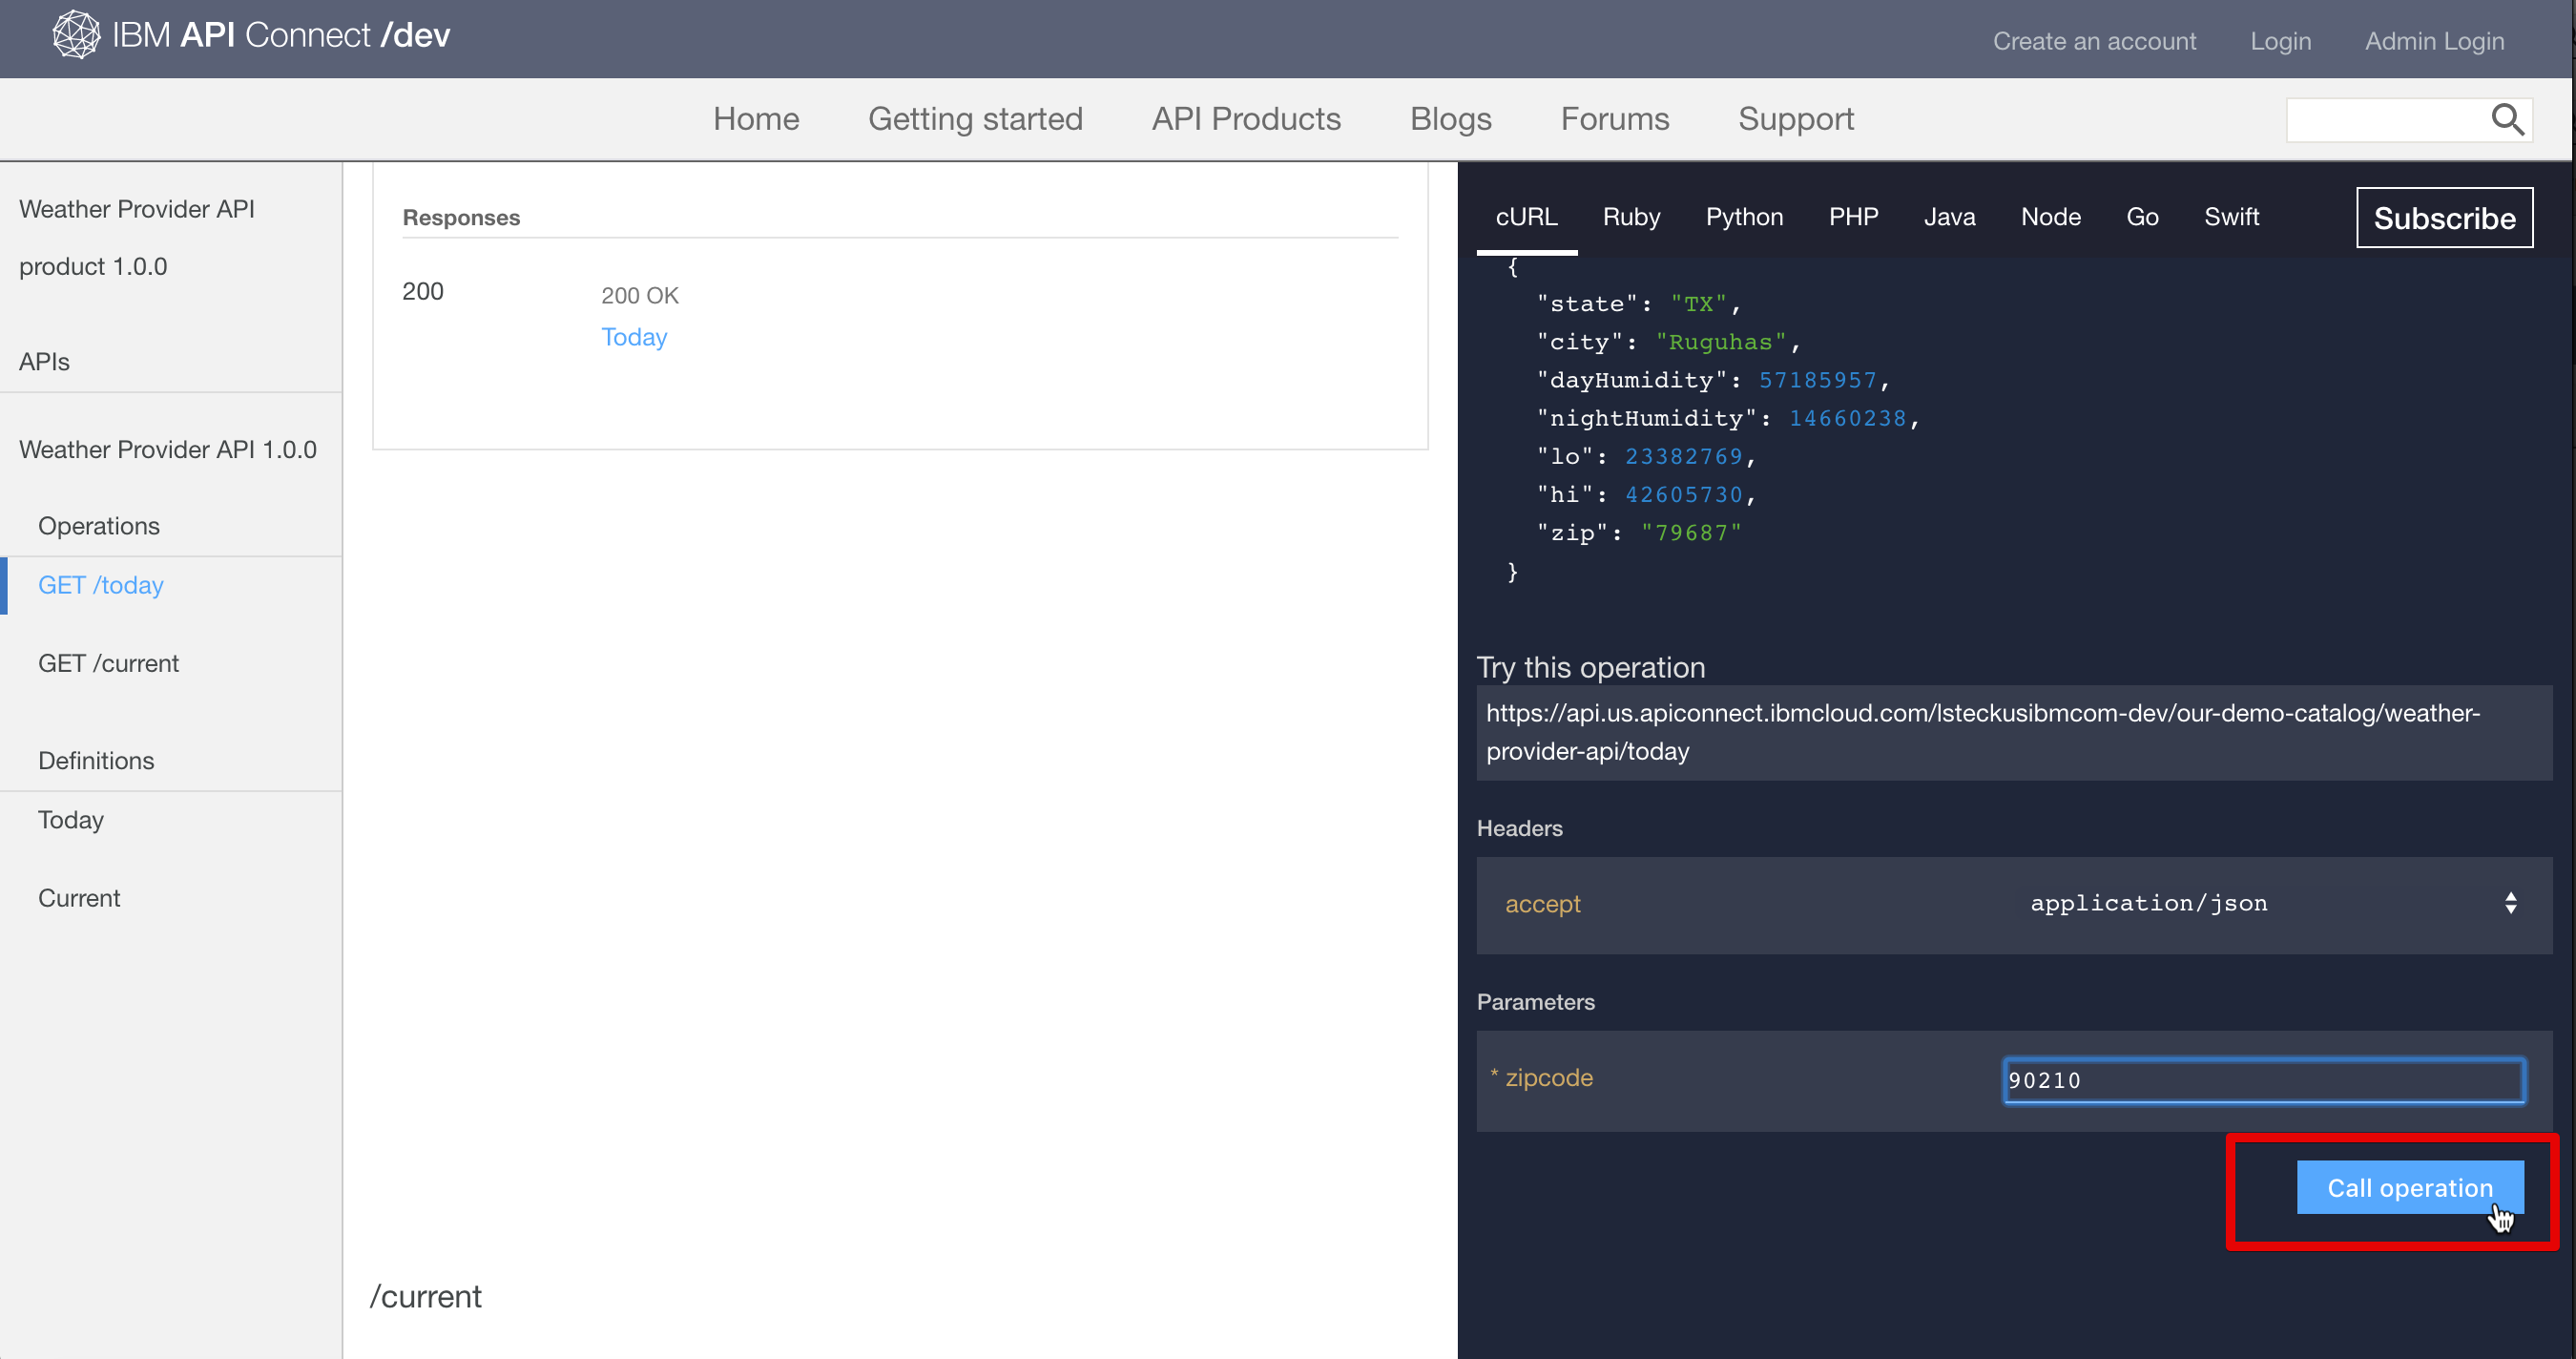 IBM API Connect /dev
Create an account
Login
Admin Login
Home
Getting started
API Products
Blogs
Forums
Support
Weather Provider API
product 1.0.0
APIs
Weather Provider API 1.0.0
Operations
GET /today
GET /current
Definitions
Today
Current
Responses
200
200 OK
Today
/current
cURL
Ruby
Python
PHP
Java
Node
Go
Swift
Subscribe
{
"state": "TX",
"city": "Ruguhas",
"dayHumidity": 57185957,
"nightHumidity": 14660238,
"lo": 23382769,
"hi": 42605730,
"zip": "79687"
}
Try this operation
https://api.us.apiconnect.ibmcloud.com/lsteckusibmcom-dev/our-demo-catalog/weather-
provider-api/today
Headers
accept
application/json
Parameters
* zipcode
90210
Call operation